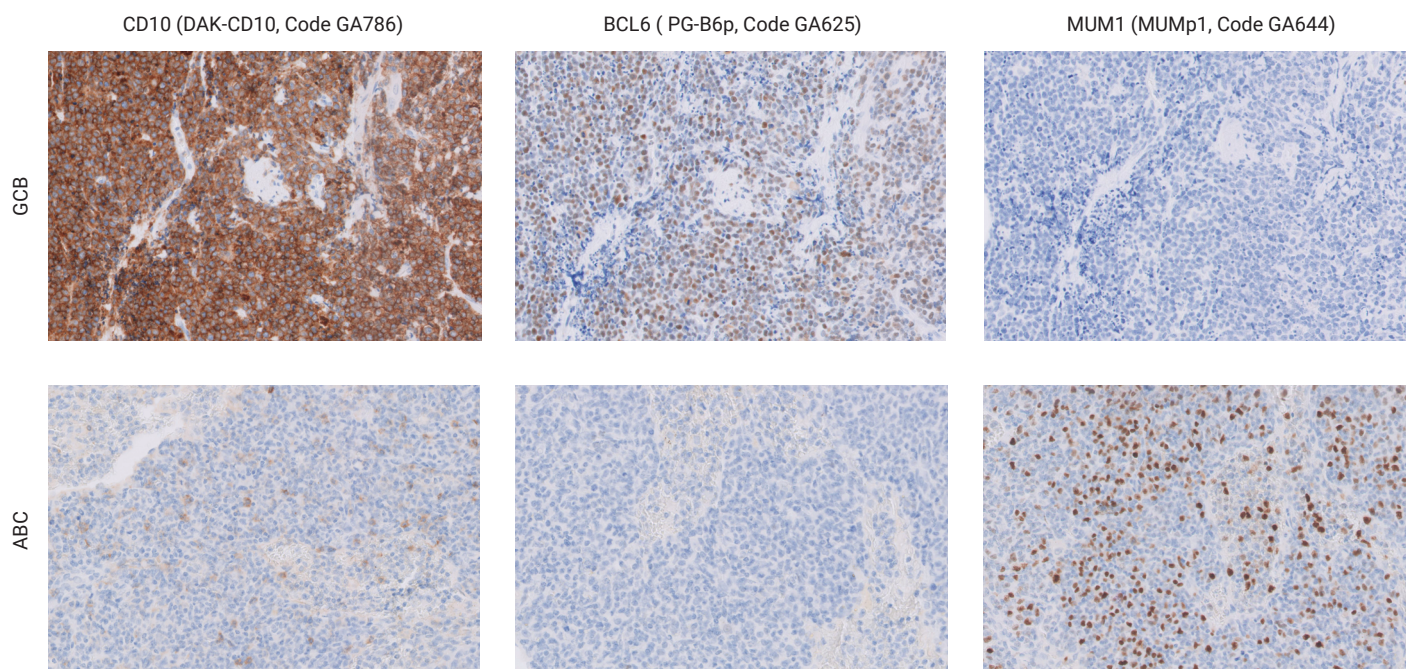 CD10 (DAK-CD10, Code GA786)
BCL6 ( PG-B6p, Code GA625)
MUM1 (MUMp1, Code GA644)
GCB
ABC